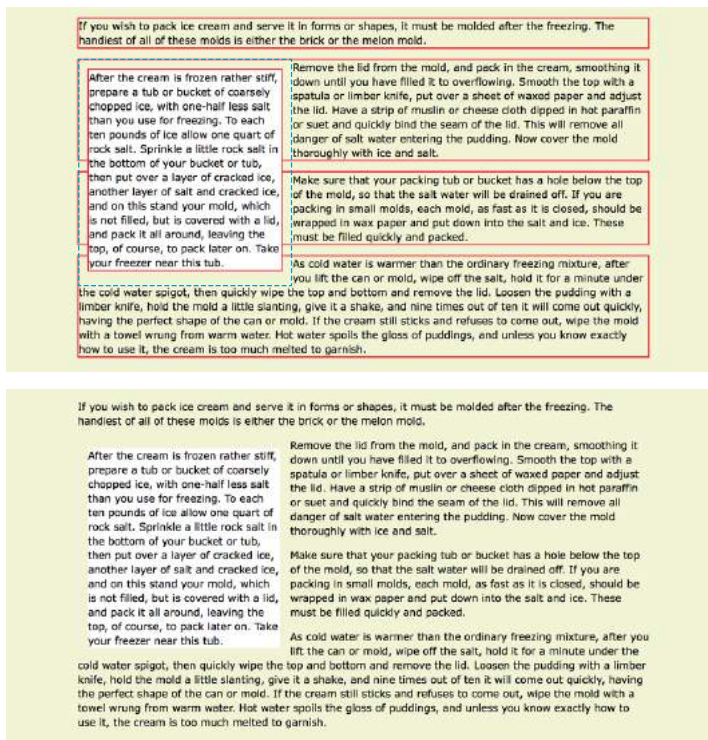 If you wish to pack ice cream and serve it in forms or shapes, it must be molded after the freezing. The
handiest of all of these molds is either the brick or the melon mold.
After the cream is frozen rather stiff,
prepare a tub or bucket of coarsely
chopped ice, with one-half less salt
than you use for freezing. To each
ten pounds of ice allow one quart of
rock salt. Sprinkle a little rock salt in
the bottom of your bucket or tub,
then put over a layer of cracked ice,
another layer of salt and cracked ice,
and on this stand your mold, which
is not filled, but is covered with a lid,
and pack it all around, leaving the
top, of course, to pack later on. Take
your freezer near this tub.
Remove the lid from the mold, and pack in the cream, smoothing it
down until you have filled it to overflowing. Smooth the top with a
spatula or limber knife, put over a sheet of waxed paper and adjust
the lid. Have a strip of muslin or cheese cloth dipped in hot paraffin
or suet and quickly bind the seam of the lid. This will remove all
danger of salt water entering the pudding. Now cover the mold
thoroughly with ice and salt.
Make sure that your packing tub or bucket has a hole below the top
of the mold, so that the salt water will be drained off. If you are
packing in small molds, each mold, as fast as it is closed, should be
wrapped in wax paper and put down into the salt and ice. These
must be filled quickly and packed.
As cold water is warmer than the ordinary freezing mixture, after
you lift the can or mold, wipe off the salt, hold it for a minute under
the cold water spigot, then quickly wipe the top and bottom and remove the lid. Loosen the pudding with a
limber knife, hold the mold a little slanting, give it a shake, and nine times out of ten it will come out quickly,
having the perfect shape of the can or mold. If the cream still sticks and refuses to come out, wipe the mold
with a towel wrung from warm water. Hot water spoils the gloss of puddings, and unless you know exactly
how to use it, the cream is too much melted to garnish.
If you wish to pack ice cream and serve it in forms or shapes, it must be molded after the freezing. The
handiest of all of these molds is either the brick or the melon mold.
After the cream is frozen rather stiff,
prepare a tub or bucket of coarsely
chopped ice, with one-half less salt
than you use for freezing. To each
ten pounds of ice allow one quart of
rock salt. Sprinkle a little rock salt in
the bottom of your bucket or tub,
then put over a layer of cracked ice,
another layer of salt and cracked ice,
and on this stand your mold, which
is not filled, but is covered with a lid,
and pack it all around, leaving the
top, of course, to pack later on. Take
your freezer near this tub.
Remove the lid from the mold, and pack in the cream, smoothing it
down until you have filled it to overflowing. Smooth the top with a
spatula or limber knife, put over a sheet of waxed paper and adjust
the lid. Have a strip of muslin or cheese cloth dipped in hot paraffin
or suet and quickly bind the seam of the lid. This will remove all
danger of salt water entering the pudding. Now cover the mold
thoroughly with ice and salt.
Make sure that your packing tub or bucket has a hole below the top
of the mold, so that the salt water will be drained off. If you are
packing in small molds, each mold, as fast as it is closed, should be
wrapped in wax paper and put down into the salt and ice. These
must be filled quickly and packed.
As cold water is warmer than the ordinary freezing mixture, after you
lift the can or mold, wipe off the salt, hold it for a minute under the
cold water spigot, then quickly wipe the top and bottom and remove the lid. Loosen the pudding with a limber
knife, hold the mold a little slanting, give it a shake, and nine times out of ten it will come out quickly, having
the perfect shape of the can or mold. If the cream still sticks and refuses to come out, wipe the mold with a
towel wrung from warm water. Hot water spoils the gloss of puddings, and unless you know exactly how to
use it, the cream is too much melted to garnish.